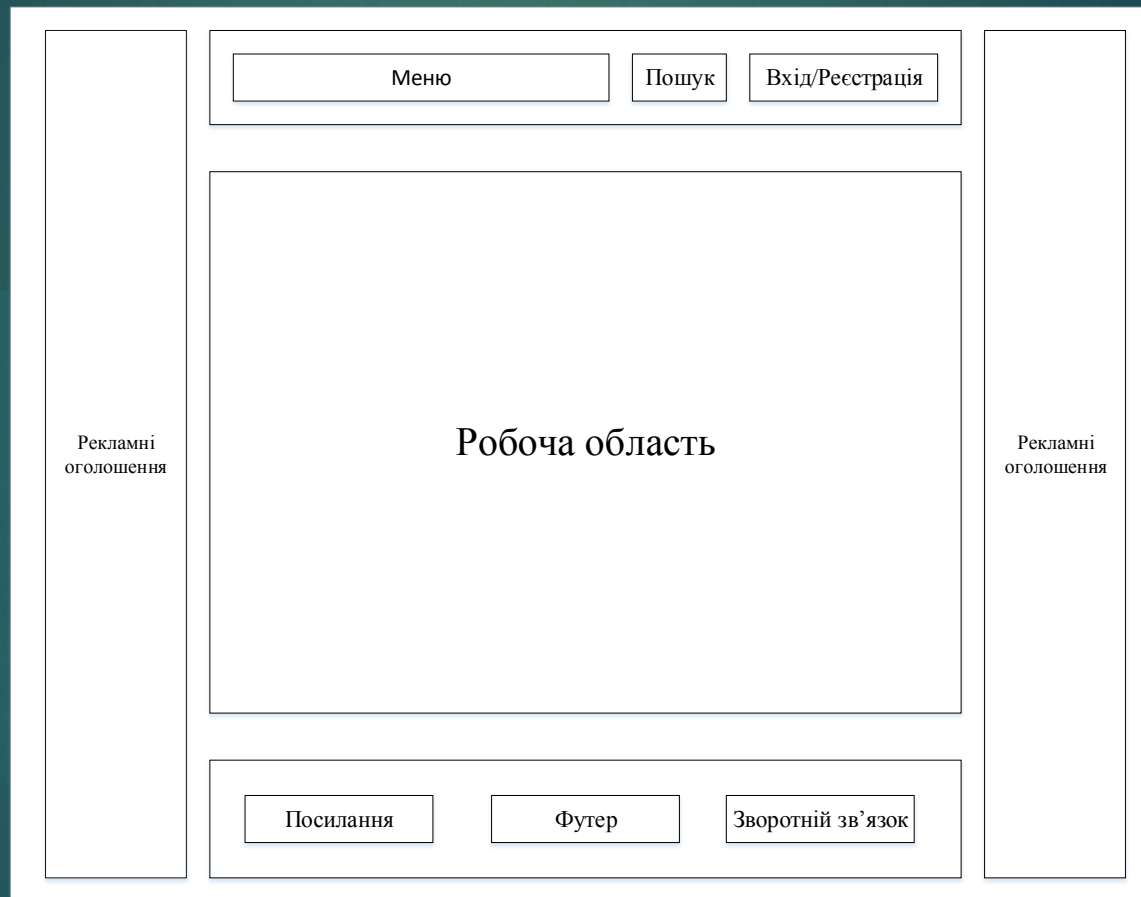 Меню
Пошук
Вхід/Реєстрація
Рекламні
оголошення
Робоча область
Рекламні
оголошення
Посилання
Футер
Зворотній зв’язок